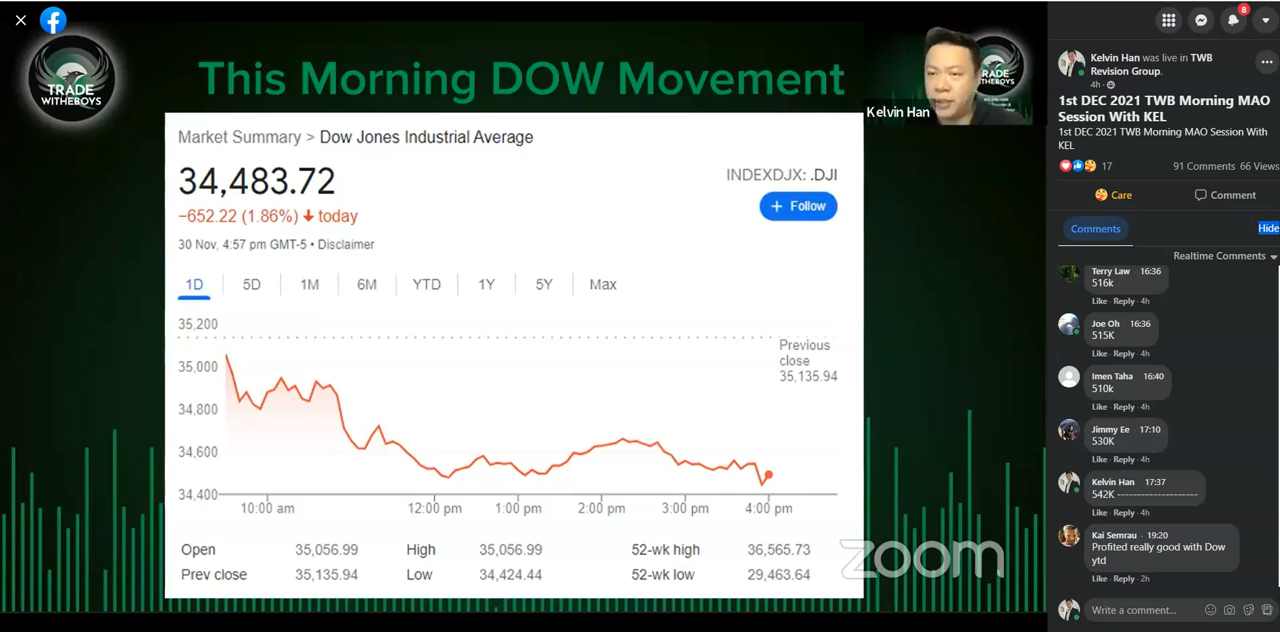 This Morning DOW Movement
TRADE
WITHEBOYS
Kelvin Han
Market Summary > Dow Jones Industrial Average
34,483.72
−652.22 (1.86%) ↓ today
30 Nov, 4:57 pm GMT-5 • Disclaimer
INDEXDJX: .DJI
+ Follow
1D 5D 1M 6M YTD 1Y 5Y Max
35,200
35,000
34,800
34,600
34,400
Previous
close
35,135.94
10:00 am 12:00 pm 1:00 pm 2:00 pm 3:00 pm 4:00 pm
Open 35,056.99 High 35,056.99 52-wk high 36,565.73
Prev close 35,135.94 Low 34,424.44 52-wk low 29,463.64
zoom
8
Kelvin Han was live in TWB
Revision Group.
4h ·
1st DEC 2021 TWB Morning MAO
Session With KEL
1st DEC 2021 TWB Morning MAO Session With
KEL
17 91 Comments 66 Views
Care Comment
Comments Hide
Realtime Comments
Terry Law 16:36
516k
Like · Reply · 4h
Joe Oh 16:36
515K
Like · Reply · 4h
Imen Taha 16:40
510k
Like · Reply · 4h
Jimmy Ee 17:10
530K
Like · Reply · 4h
Kelvin Han 17:37
542K --------------------
Like · Reply · 4h
Kai Semrau · 19:20
Profited really good with Dow
ytd
Like · Reply · 2h
Write a comment...